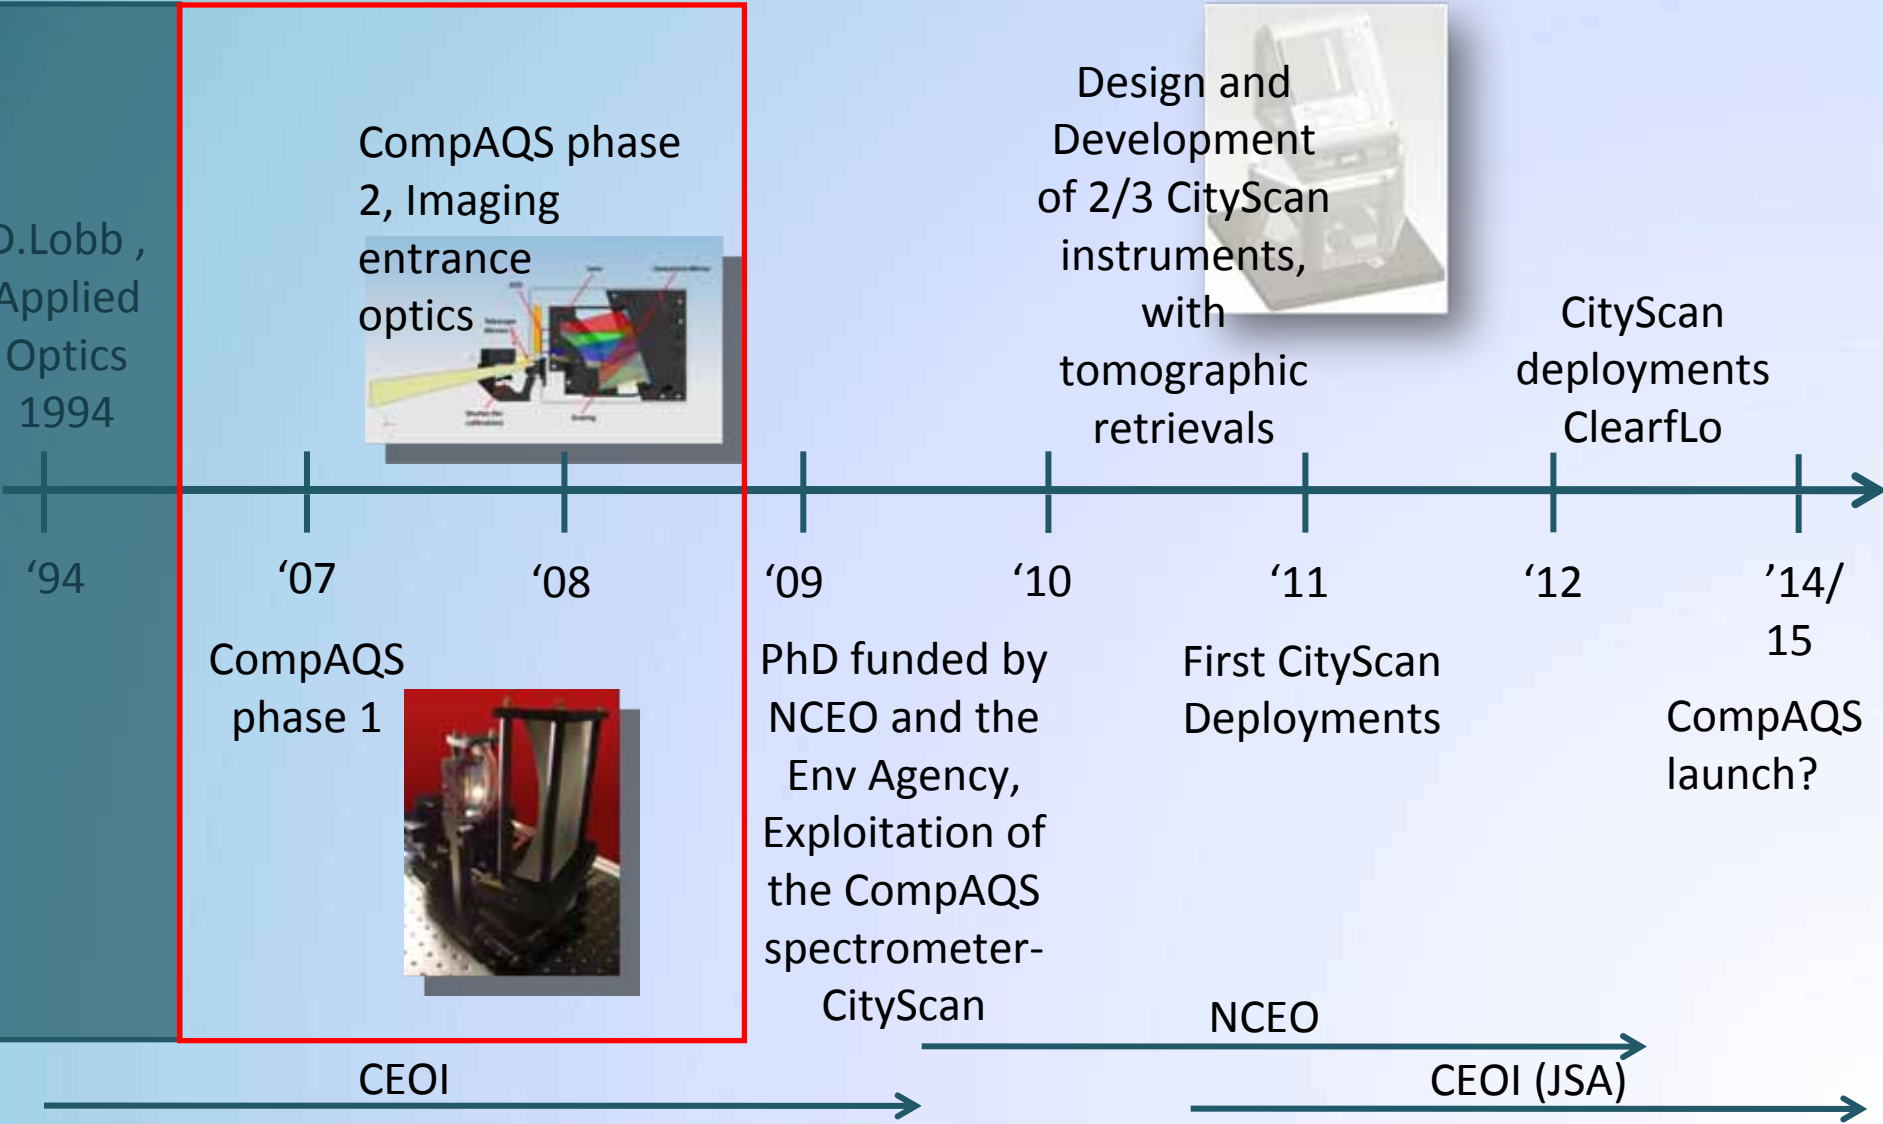 D.Lobb ,
Applied
Optics
1994
CompAQS phase
2, Imaging
entrance
optics
Design and
Development
of 2/3 CityScan
instruments,
with
tomographic
retrievals
CityScan
deployments
ClearfLo
‘94
‘07
‘08
‘09
‘10
‘11
‘12
’14/
15
CompAQS
phase 1
PhD funded by
NCEO and the
Env Agency,
Exploitation of
the CompAQS
spectrometer-
CityScan
First CityScan
Deployments
CompAQS
launch?
NCEO
CEOI
CEOI (JSA)